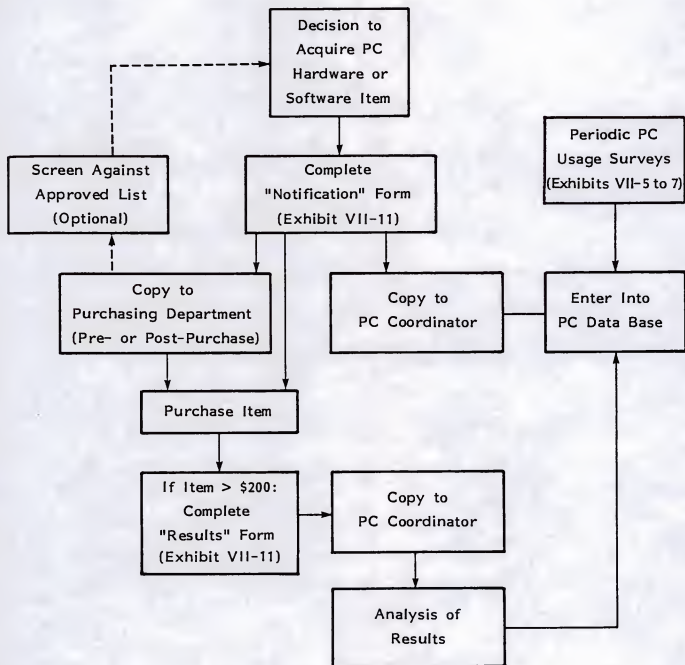 Decision to
Acquire PC
Hardware or
Software Item
Periodic PC
Usage Surveys
(Exhibits VII-5 to 7)
Screen Against
Approved List
(Optional)
Complete
"Notification" Form
(Exhibit VII-11)
Copy to
Purchasing Department
(Pre- or Post-Purchase)
Copy to
PC Coordinator
Enter Into
PC Data Base
Purchase Item
If Item > $200:
Complete
"Results" Form
(Exhibit VII-11)
Copy to
PC Coordinator
Analysis of
Results